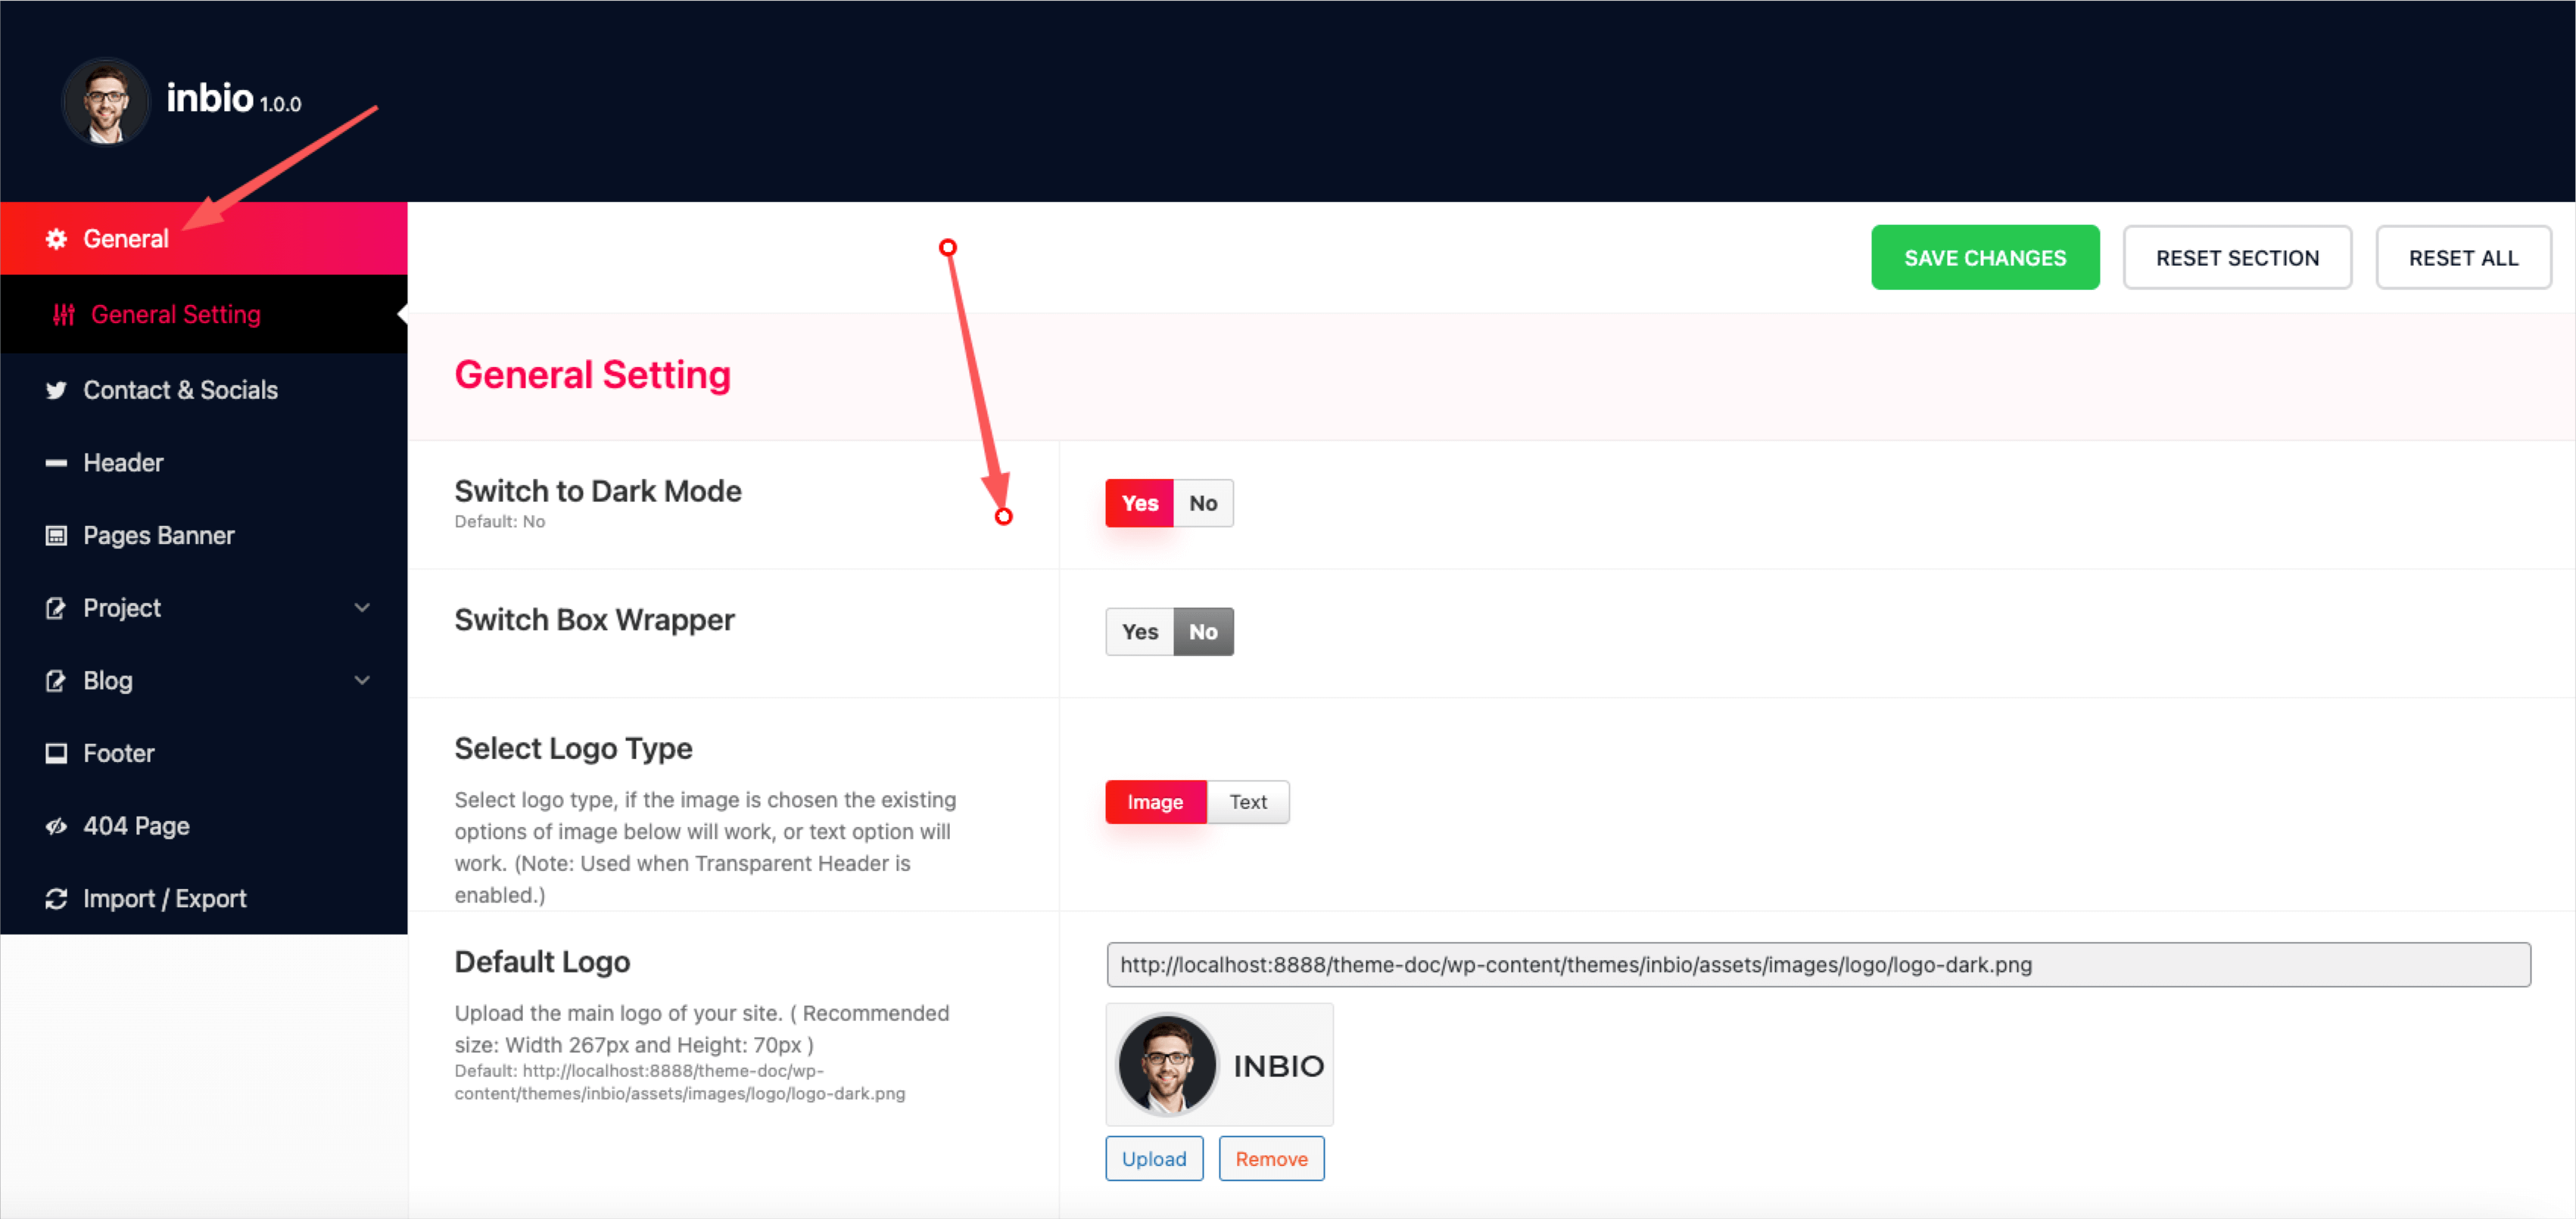 inbio 1.0.0
General
General Setting
Contact & Socials
Header
Pages Banner
Project
Blog
Footer
404 Page
Import / Export
SAVE CHANGES
RESET SECTION
RESET ALL
General Setting
Switch to Dark Mode
Default: No
Yes No
Switch Box Wrapper
Yes No
Select Logo Type
Select logo type, if the image is chosen the existing
options of image below will work, or text option will
work. (Note: Used when Transparent Header is
enabled.)
Image Text
Default Logo
Upload the main logo of your site. ( Recommended
size: Width 267px and Height: 70px )
Default: http://localhost:8888/theme-doc/wp-
content/themes/inbio/assets/images/logo/logo-dark.png
http://localhost:8888/theme-doc/wp-content/themes/inbio/assets/images/logo/logo-dark.png
INBIO
Upload Remove